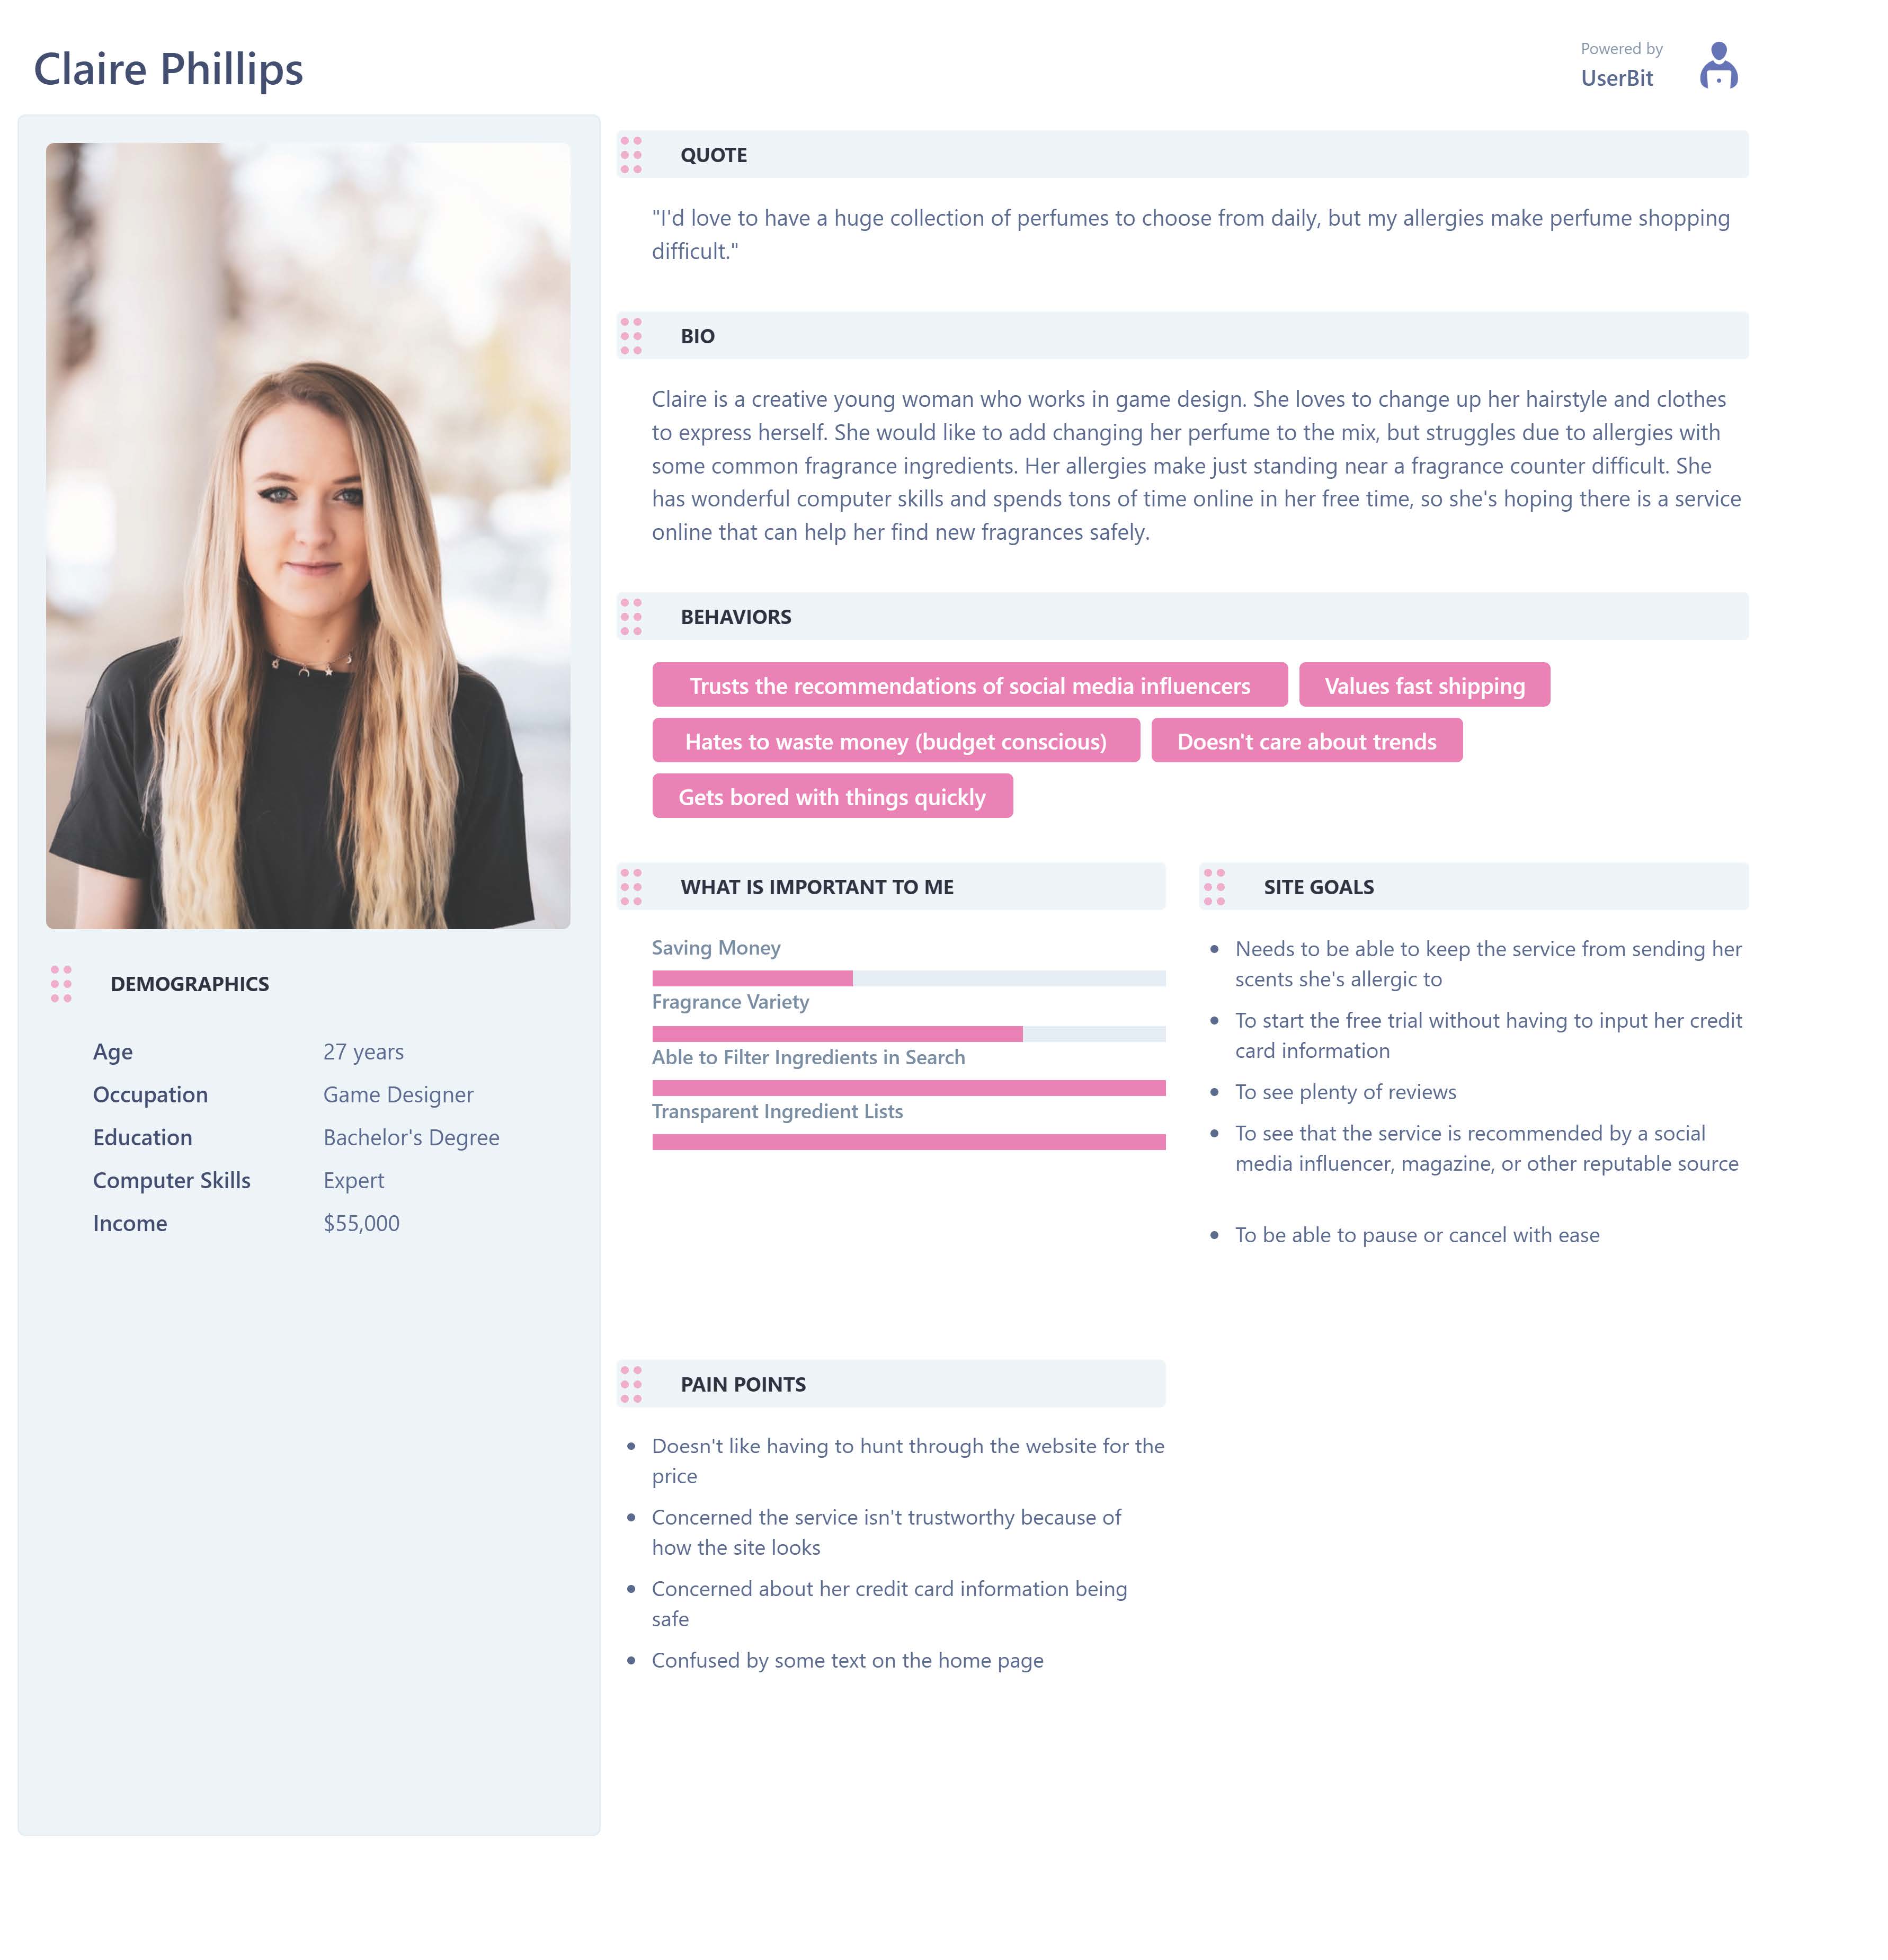 Claire Phillips
Powered by
UserBit
QUOTE
"I'd love to have a huge collection of perfumes to choose from daily, but my allergies make perfume shopping
difficult."
BIO
Claire is a creative young woman who works in game design. She loves to change up her hairstyle and clothes
to express herself. She would like to add changing her perfume to the mix, but struggles due to allergies with
some common fragrance ingredients. Her allergies make just standing near a fragrance counter difficult. She
has wonderful computer skills and spends tons of time online in her free time, so she's hoping there is a service
online that can help her find new fragrances safely.
BEHAVIORS
Trusts the recommendations of social media influencers
Values fast shipping
Hates to waste money (budget conscious)
Doesn't care about trends
Gets bored with things quickly
DEMOGRAPHICS
Age 27 years
Occupation Game Designer
Education Bachelor's Degree
Computer Skills Expert
Income $55,000
WHAT IS IMPORTANT TO ME
Saving Money
Fragrance Variety
Able to Filter Ingredients in Search
Transparent Ingredient Lists
SITE GOALS
• Needs to be able to keep the service from sending her
scents she's allergic to
• To start the free trial without having to input her credit
card information
• To see plenty of reviews
• To see that the service is recommended by a social
media influencer, magazine, or other reputable source
• To be able to pause or cancel with ease
PAIN POINTS
• Doesn't like having to hunt through the website for the
price
• Concerned the service isn't trustworthy because of
how the site looks
• Concerned about her credit card information being
safe
• Confused by some text on the home page